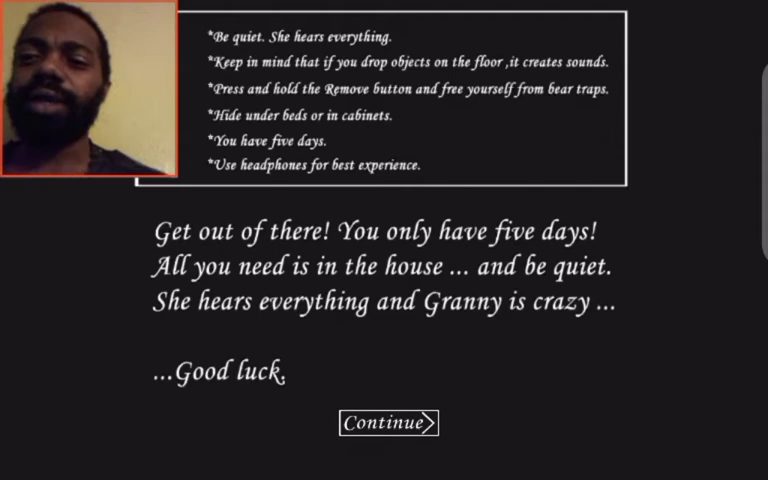 *Be quiet. She hears everything.
*Keep in mind that if you drop objects on the floor ,it creates sounds.
*Press and hold the Remove button and free yourself from bear traps.
*Hide under beds or in cabinets.
*You have five days.
*Use headphones for best experience.
Get out of there! You only have five days!
All you need is in the house ... and be quiet.
She hears everything and Granny is crazy ...
...Good luck.
Continue